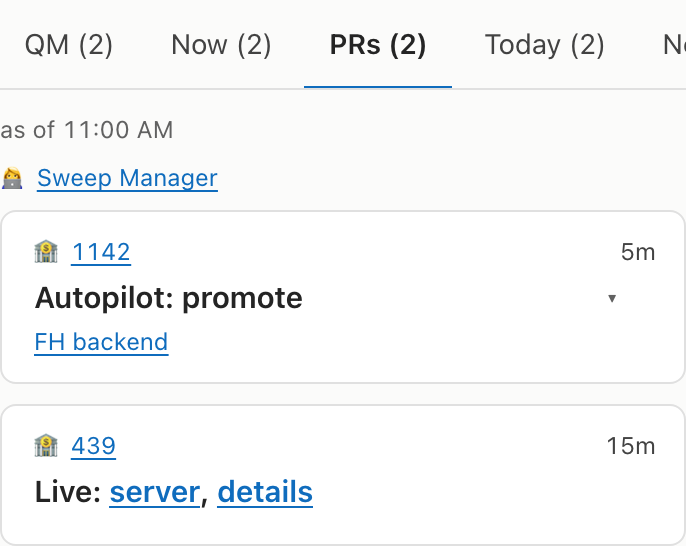 QM (2) Now (2) PRs (2) Today (2)
as of 11:00 AM
Sweep Manager
1142 5m
Autopilot: promote
FH backend
439 15m
Live: server, details